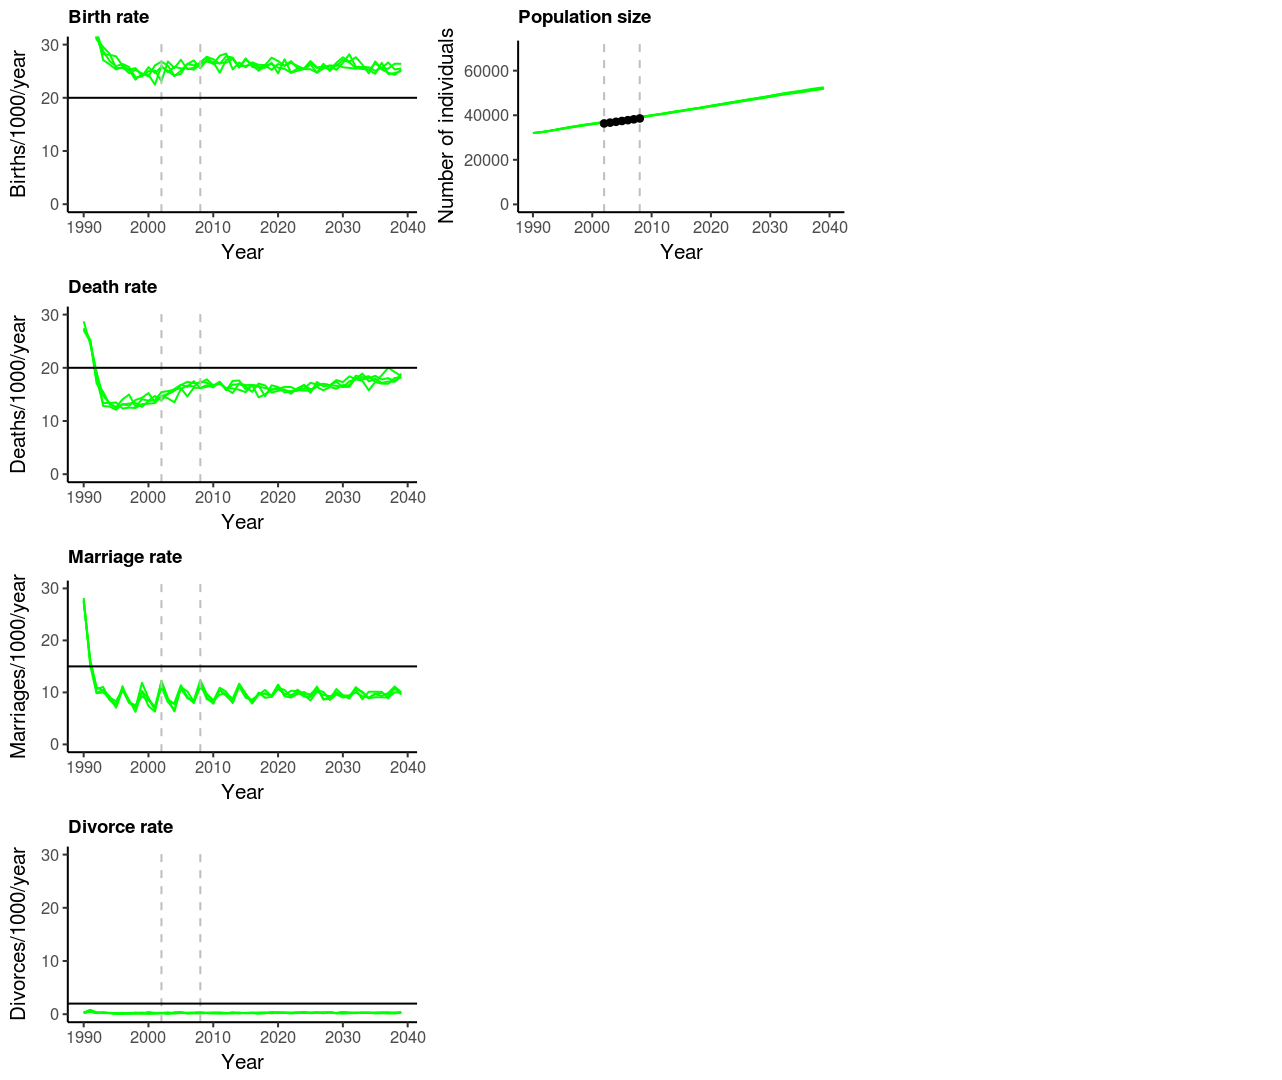 Birth rate
Births/1000/year
30
20
10
0
1990 2000 2010 2020 2030 2040
Year
Population size
Number of individuals
60000
40000
20000
0
1990 2000 2010 2020 2030 2040
Year
Death rate
Deaths/1000/year
30
20
10
0
1990 2000 2010 2020 2030 2040
Year
Marriage rate
Marriages/1000/year
30
20
10
0
1990 2000 2010 2020 2030 2040
Year
Divorce rate
Divorces/1000/year
30
20
10
0
1990 2000 2010 2020 2030 2040
Year